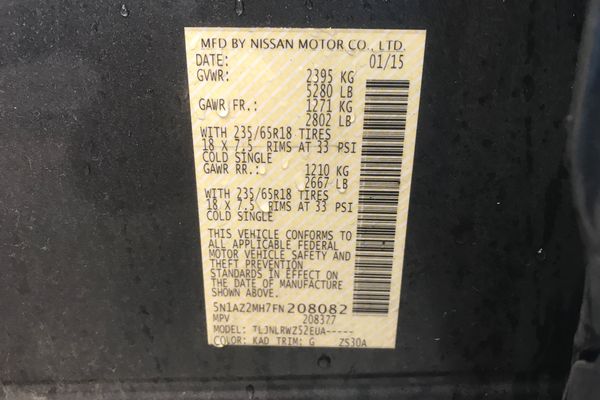 MFD BY NISSAN MOTOR CO., LTD.
DATE: 01/15
GVWR: 2395 KG
5280 LB
GAWR FR.: 1271 KG
2802 LB
WITH 235/65R18 TIRES
18 X 7.5 RIMS AT 33 PSI
COLD SINGLE
GAWR RR.: 1210 KG
2667 LB
WITH 235/65R18 TIRES
18 X 7.5 RIMS AT 33 PSI
COLD SINGLE
THIS VEHICLE CONFORMS TO
ALL APPLICABLE FEDERAL
MOTOR VEHICLE SAFETY AND
THEFT PREVENTION
STANDARDS IN EFFECT ON
THE DATE OF MANUFACTURE
SHOWN ABOVE.
5N1AZ2MH7FN208082
MPV 208377
MODEL: TLJNLRWZ52EUA-----
COLOR: KAD TRIM: G ZS30A